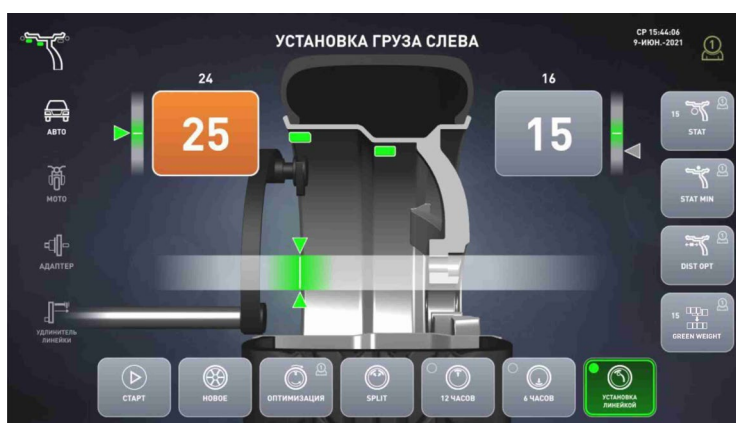 УСТАНОВКА ГРУЗА СЛЕВА
СР 15:44:06
9-ИЮН.-2021
1
24
16
25
15
АВТО
МОТО
АДАПТЕР
УДЛИНИТЕЛЬ
ЛИНЕЙКИ
15
STAT
STAT MIN
DIST OPT
15
GREEN WEIGHT
СТАРТ
НОВОЕ
ОПТИМИЗАЦИЯ
SPLIT
12 ЧАСОВ
6 ЧАСОВ
УСТАНОВКА
ЛИНЕЙКОЙ